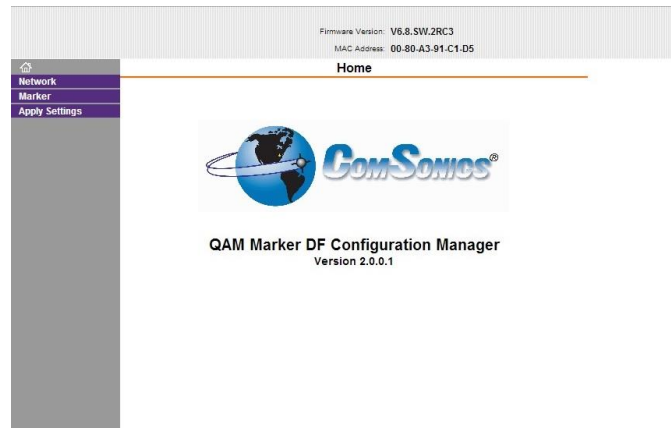 Firmware Version: V6.8.SW.2RC3
MAC Address: 00-80-A3-91-C1-D5
Home
Network
Marker
Apply Settings
ComSonics®
QAM Marker DF Configuration Manager
Version 2.0.0.1